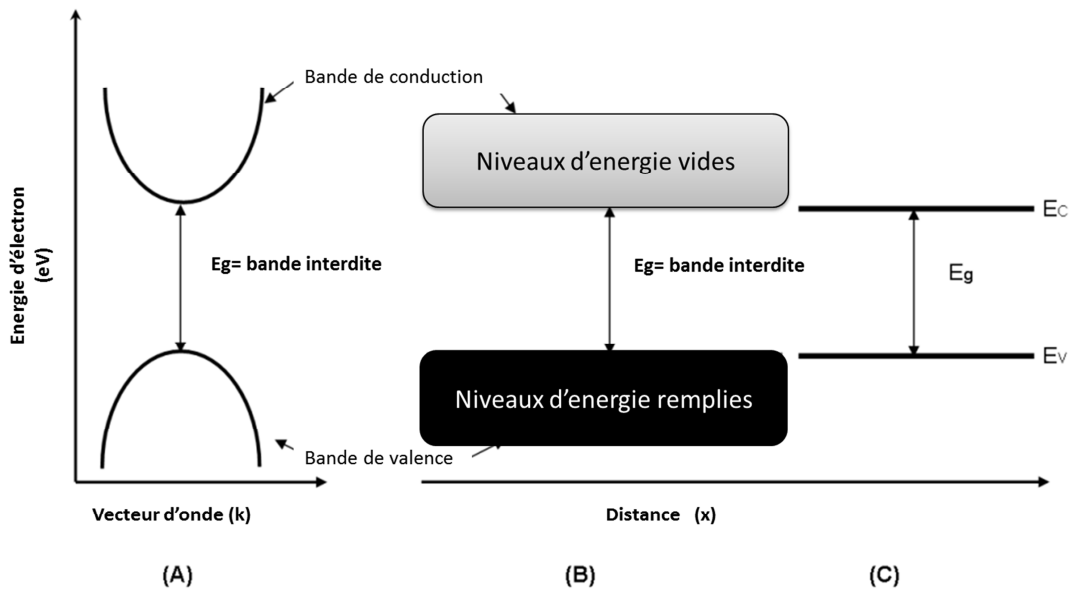 Bande de conduction
Niveaux d'energie vides
Ec
Energie d'électron
(eV)
Eg= bande interdite
Eg= bande interdite
Eg
Ev
Niveaux d'energie remplies
Bande de valence
Vecteur d'onde (k)
Distance (x)
(A)
(B)
(C)